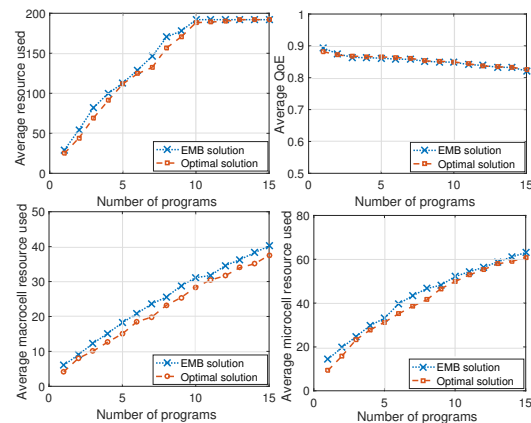 200
150
100
50
0
Average resource used
EMB solution
Optimal solution
0 5 10 15
Number of programs
1
0.9
0.8
0.7
0.6
0.5
Average QoE
EMB solution
Optimal solution
0 5 10 15
Number of programs
50
40
30
20
10
0
Average macrocell resource used
EMB solution
Optimal solution
0 5 10 15
Number of programs
80
60
40
20
0
Average microcell resource used
EMB solution
Optimal solution
0 5 10 15
Number of programs